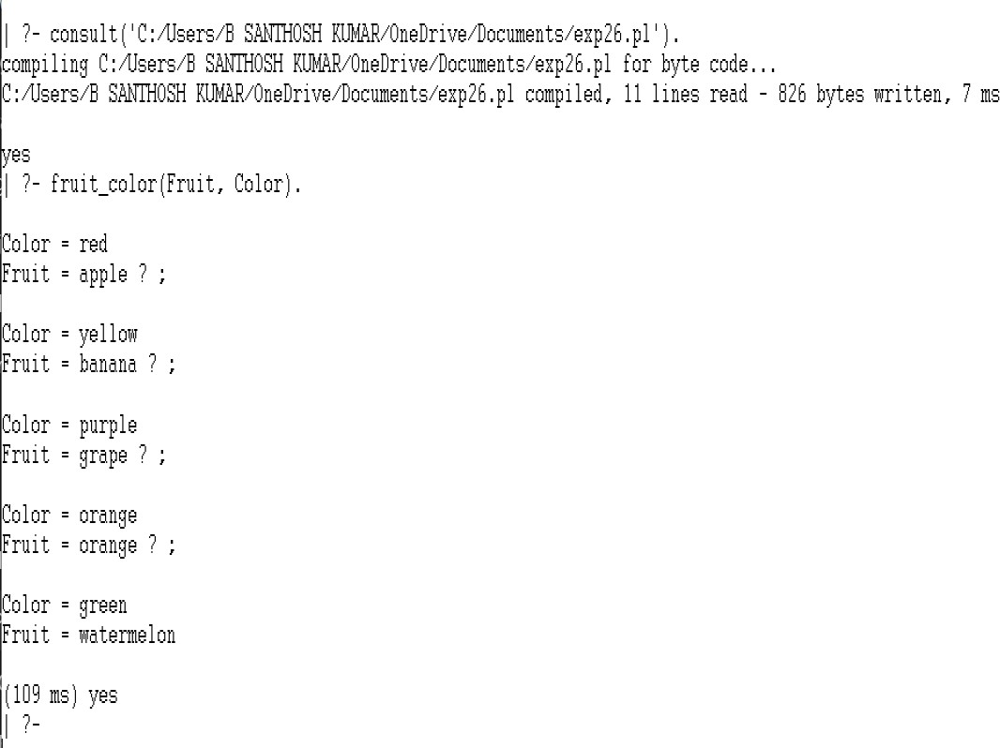 | ?- consult('C:/Users/B SANTHOSH KUMAR/OneDrive/Documents/exp26.pl').
compiling C:/Users/B SANTHOSH KUMAR/OneDrive/Documents/exp26.pl for byte code...
C:/Users/B SANTHOSH KUMAR/OneDrive/Documents/exp26.pl compiled, 11 lines read - 826 bytes written, 7 ms
yes
| ?- fruit_color(Fruit, Color).
Color = red
Fruit = apple ? ;
Color = yellow
Fruit = banana ? ;
Color = purple
Fruit = grape ? ;
Color = orange
Fruit = orange ? ;
Color = green
Fruit = watermelon
(109 ms) yes
| ?-